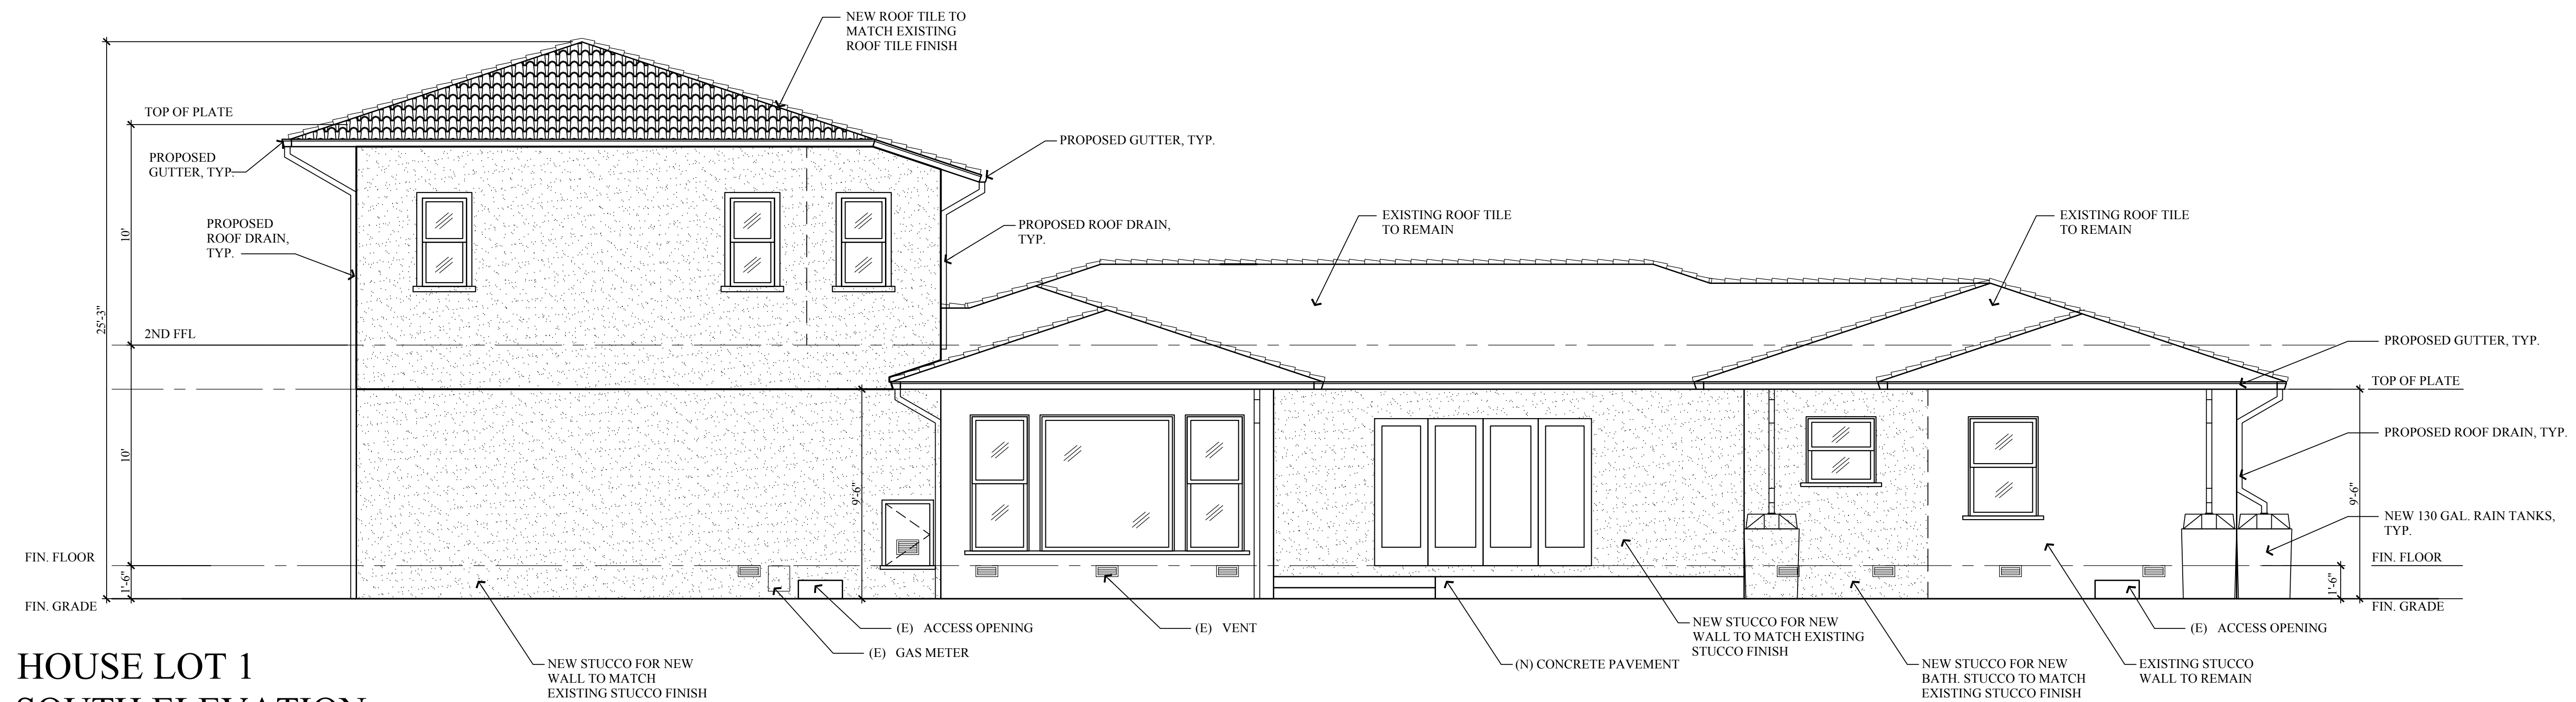 NEW ROOF TILE TO
MATCH EXISTING
ROOF TILE FINISH
TOP OF PLATE
PROPOSED
GUTTER, TYP.
PROPOSED GUTTER, TYP.
PROPOSED
ROOF DRAIN,
TYP.
PROPOSED ROOF DRAIN,
TYP.
EXISTING ROOF TILE
TO REMAIN
EXISTING ROOF TILE
TO REMAIN
10'
25'-3"
2ND FFL
PROPOSED GUTTER, TYP.
TOP OF PLATE
PROPOSED ROOF DRAIN, TYP.
10'
9'-6"
9'-6"
NEW 130 GAL. RAIN TANKS,
TYP.
FIN. FLOOR
FIN. FLOOR
1'-6"
1'-6"
FIN. GRADE
FIN. GRADE
(E) ACCESS OPENING
(E) GAS METER
(E) VENT
NEW STUCCO FOR NEW
WALL TO MATCH EXISTING
STUCCO FINISH
(E) ACCESS OPENING
NEW STUCCO FOR NEW
WALL TO MATCH
EXISTING STUCCO FINISH
(N) CONCRETE PAVEMENT
NEW STUCCO FOR NEW
BATH. STUCCO TO MATCH
EXISTING STUCCO FINISH
EXISTING STUCCO
WALL TO REMAIN
HOUSE LOT 1
SOUTH ELEVATION